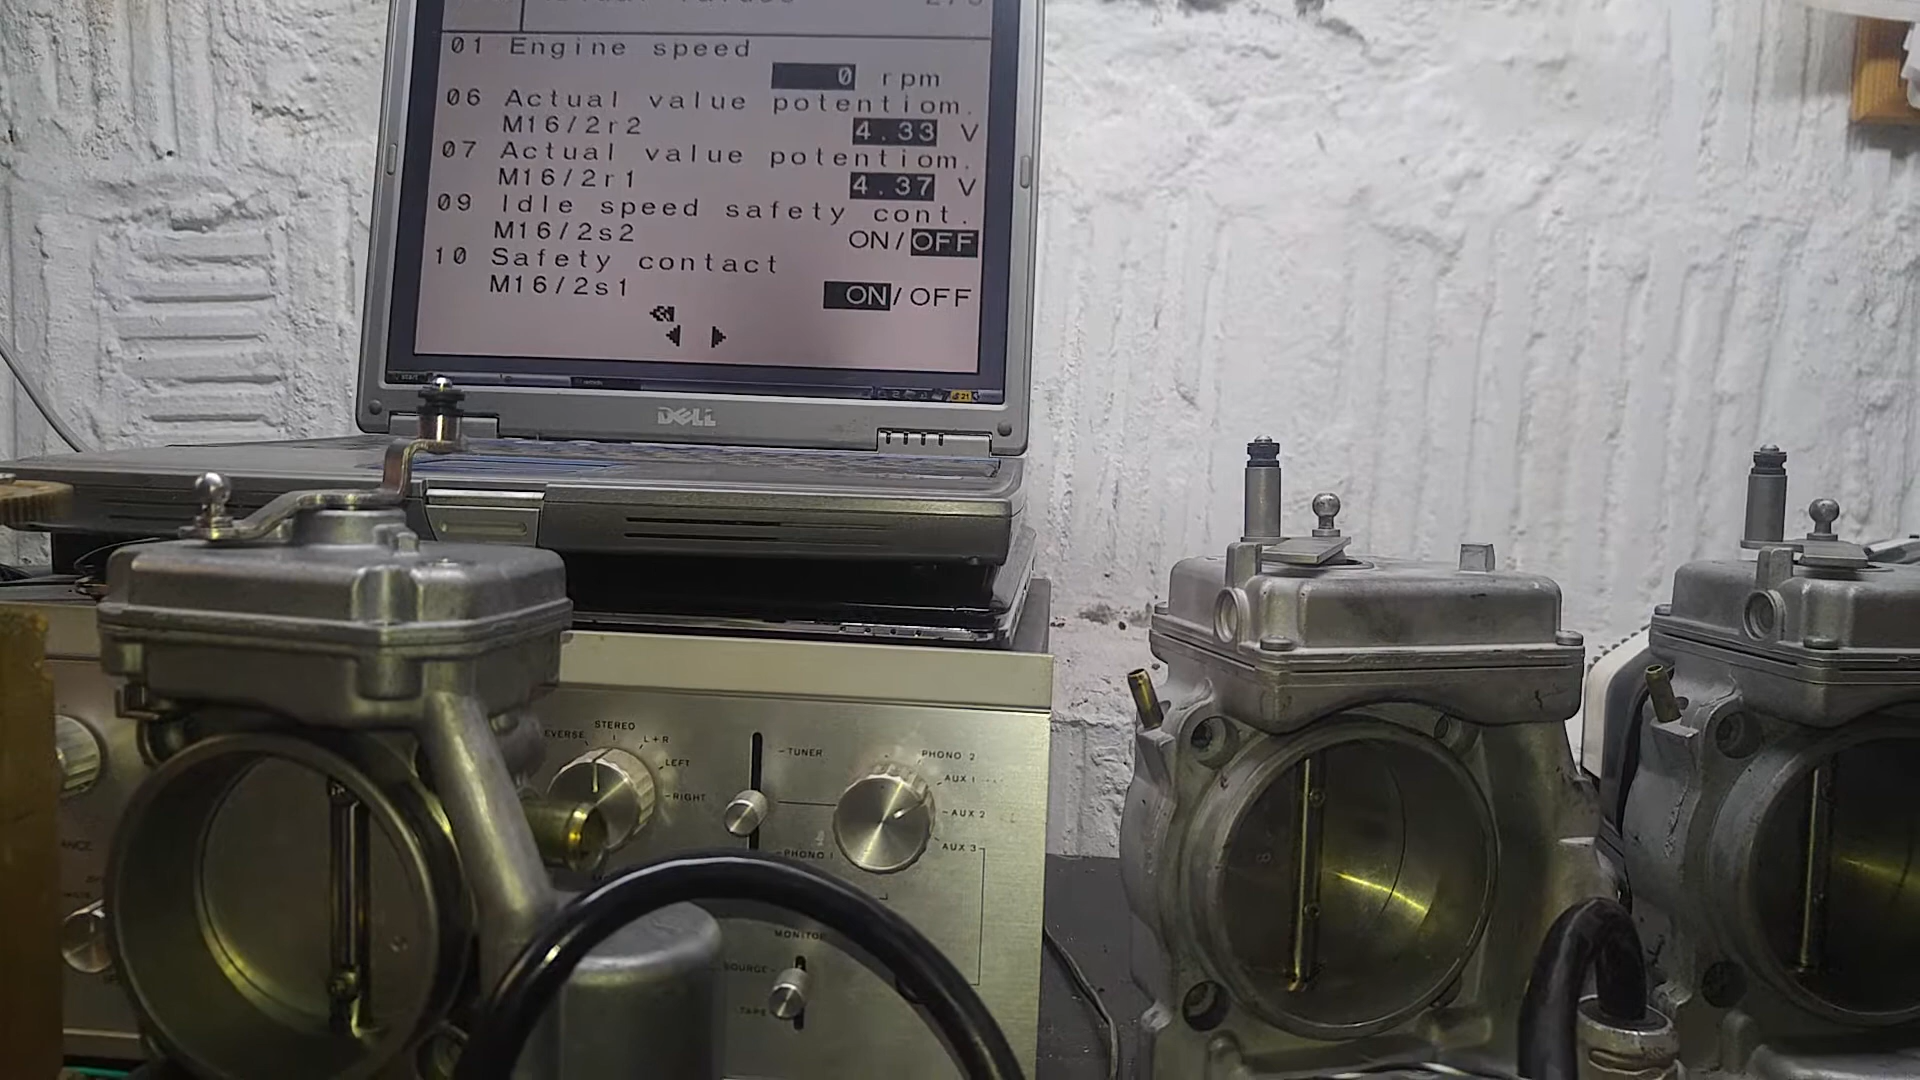 01 Engine speed
0 rpm
06 Actual value potentiom.
M16/2r2 4.33 V
07 Actual value potentiom.
M16/2r1 4.37 V
09 Idle speed safety cont.
M16/2s2 ON/OFF
10 Safety contact
M16/2s1 ON/OFF
DELL
EVERSE
STEREO
L+R
LEFT
RIGHT
TUNER
PHONO 1
PHONO 2
AUX 1
AUX 2
AUX 3
ANCE
MONITOR
SOURCE
TAPE